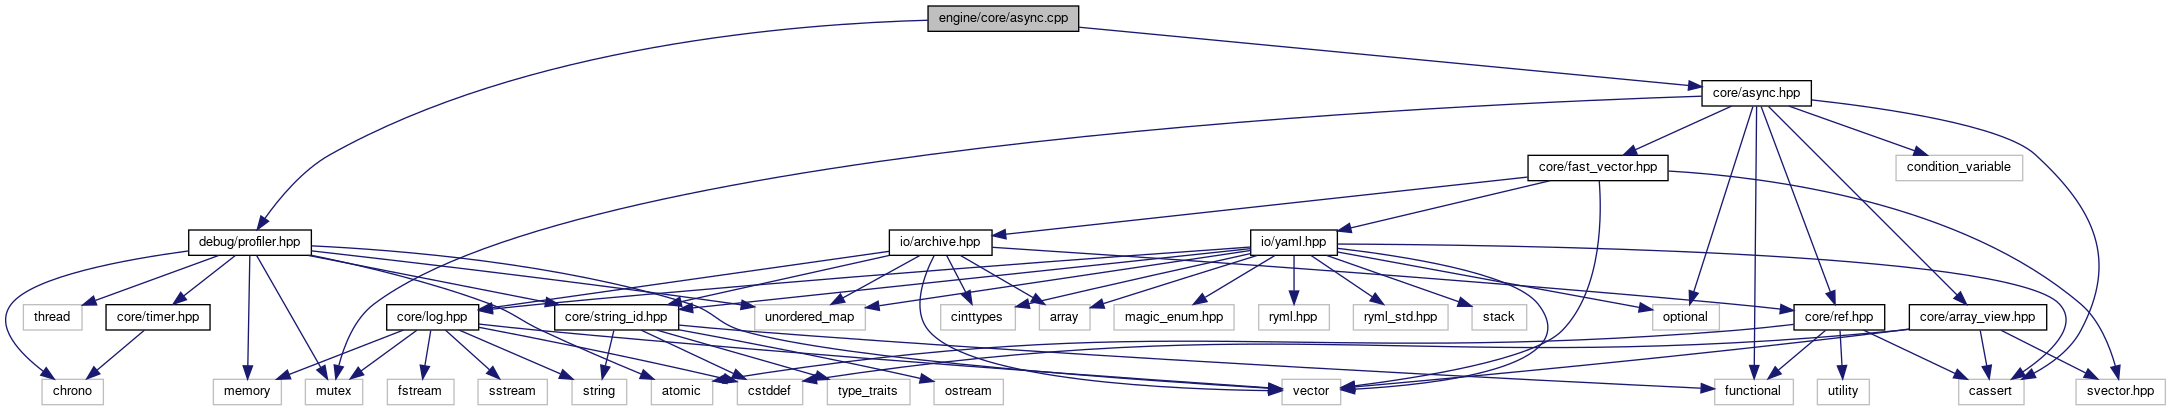 engine/core/async.cpp
core/async.hpp
core/fast_vector.hpp
condition_variable
debug/profiler.hpp
io/archive.hpp
io/yaml.hpp
thread
core/timer.hpp
core/log.hpp
core/string_id.hpp
unordered_map
cinttypes
array
magic_enum.hpp
ryml.hpp
ryml_std.hpp
stack
optional
core/ref.hpp
core/array_view.hpp
chrono
memory
mutex
fstream
sstream
string
atomic
cstddef
type_traits
ostream
vector
functional
utility
cassert
svector.hpp